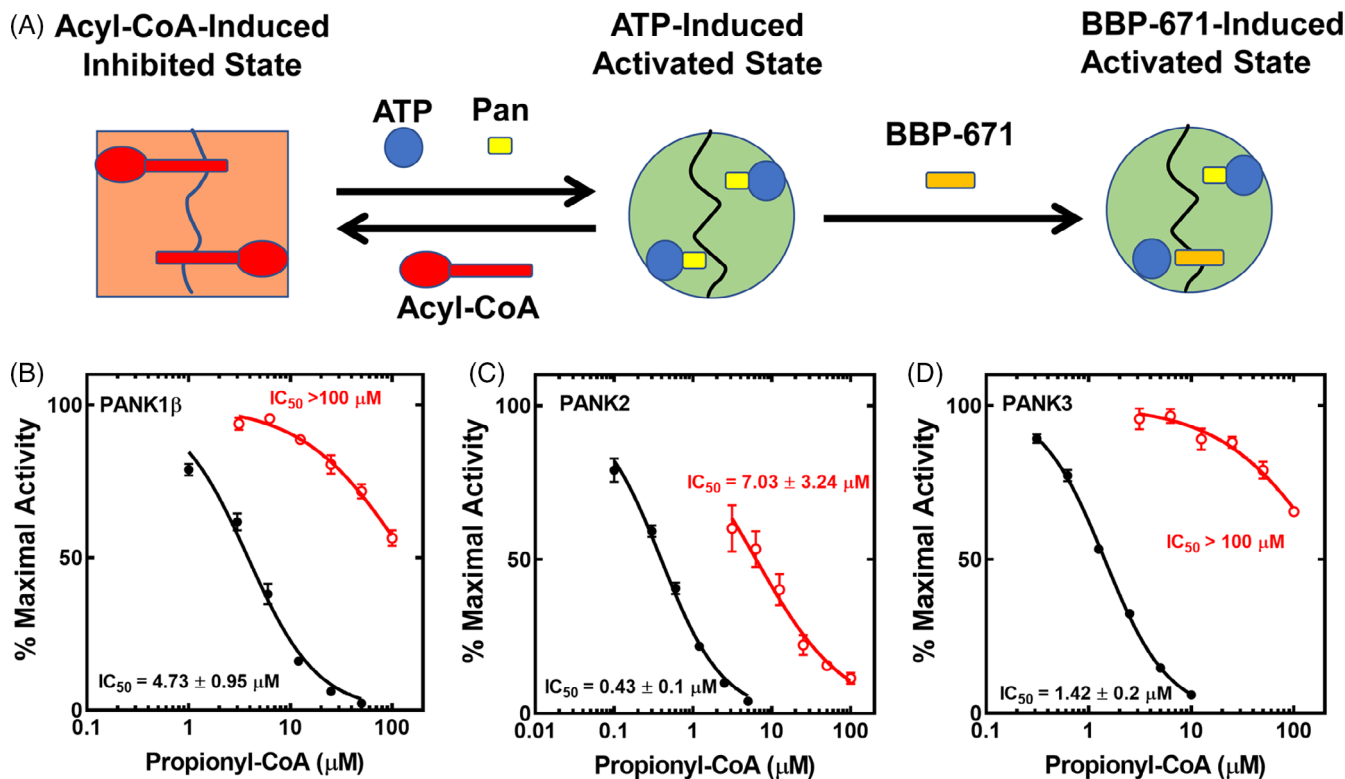 (A)
Acyl-CoA-Induced
Inhibited State
ATP-Induced
Activated State
BBP-671-Induced
Activated State
ATP
Pan
BBP-671
Acyl-CoA
(B)
% Maximal Activity
100
50
0
PANK1β
IC50 >100 μM
IC50 = 4.73 ± 0.95 μM
0.1 1 10 100
Propionyl-CoA (μM)
(C)
% Maximal Activity
100
50
0
PANK2
IC50 = 7.03 ± 3.24 μM
IC50 = 0.43 ± 0.1 μM
0.01 0.1 1 10 100
Propionyl-CoA (μM)
(D)
% Maximal Activity
100
50
0
PANK3
IC50 > 100 μM
IC50 = 1.42 ± 0.2 μM
0.1 1 10 100
Propionyl-CoA (μM)